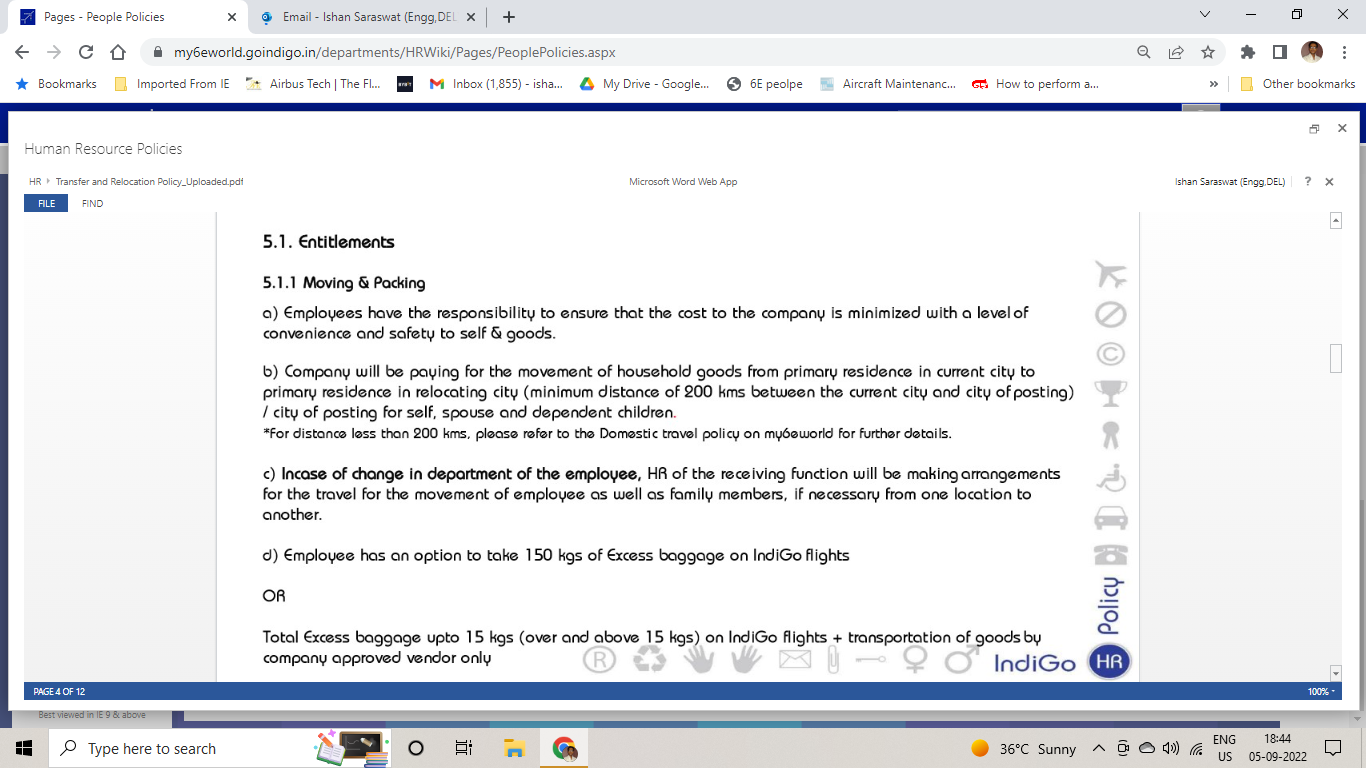 Pages - People Policies
Email - Ishan Saraswat (Engg,DEL
my6eworld.goindigo.in/departments/HRWiki/Pages/PeoplePolicies.aspx
Bookmarks
Imported From IE
Airbus Tech | The Fl...
Inbox (1,855) - isha...
My Drive - Google...
6E peolpe
Aircraft Maintenanc...
How to perform a...
»
Other bookmarks
Human Resource Policies
HR
Transfer and Relocation Policy_Uploaded.pdf
Microsoft Word Web App
Ishan Saraswat (Engg,DEL)
?
FILE
FIND
5.1. Entitlements
5.1.1 Moving & Packing
a) Employees have the responsibility to ensure that the cost to the company is minimized with a level of
convenience and safety to self & goods.
b) Company will be paying for the movement of household goods from primary residence in current city to
primary residence in relocating city (minimum distance of 200 kms between the current city and city of posting)
/ city of posting for self, spouse and dependent children.
*For distance less than 200 kms, please refer to the Domestic travel policy on my6eworld for further details.
c) Incase of change in department of the employee, HR of the receiving function will be making arrangements
for the travel for the movement of employee as well as family members, if necessary from one location to
another.
d) Employee has an option to take 150 kgs of Excess baggage on IndiGo flights
OR
Total Excess baggage upto 15 kgs (over and above 15 kgs) on IndiGo flights + transportation of goods by
company approved vendor only
Policy
IndiGo
HR
PAGE 4 OF 12
100%
Best viewed in IE 9 & above
Type here to search
36°C Sunny
ENG
US
18:44
05-09-2022